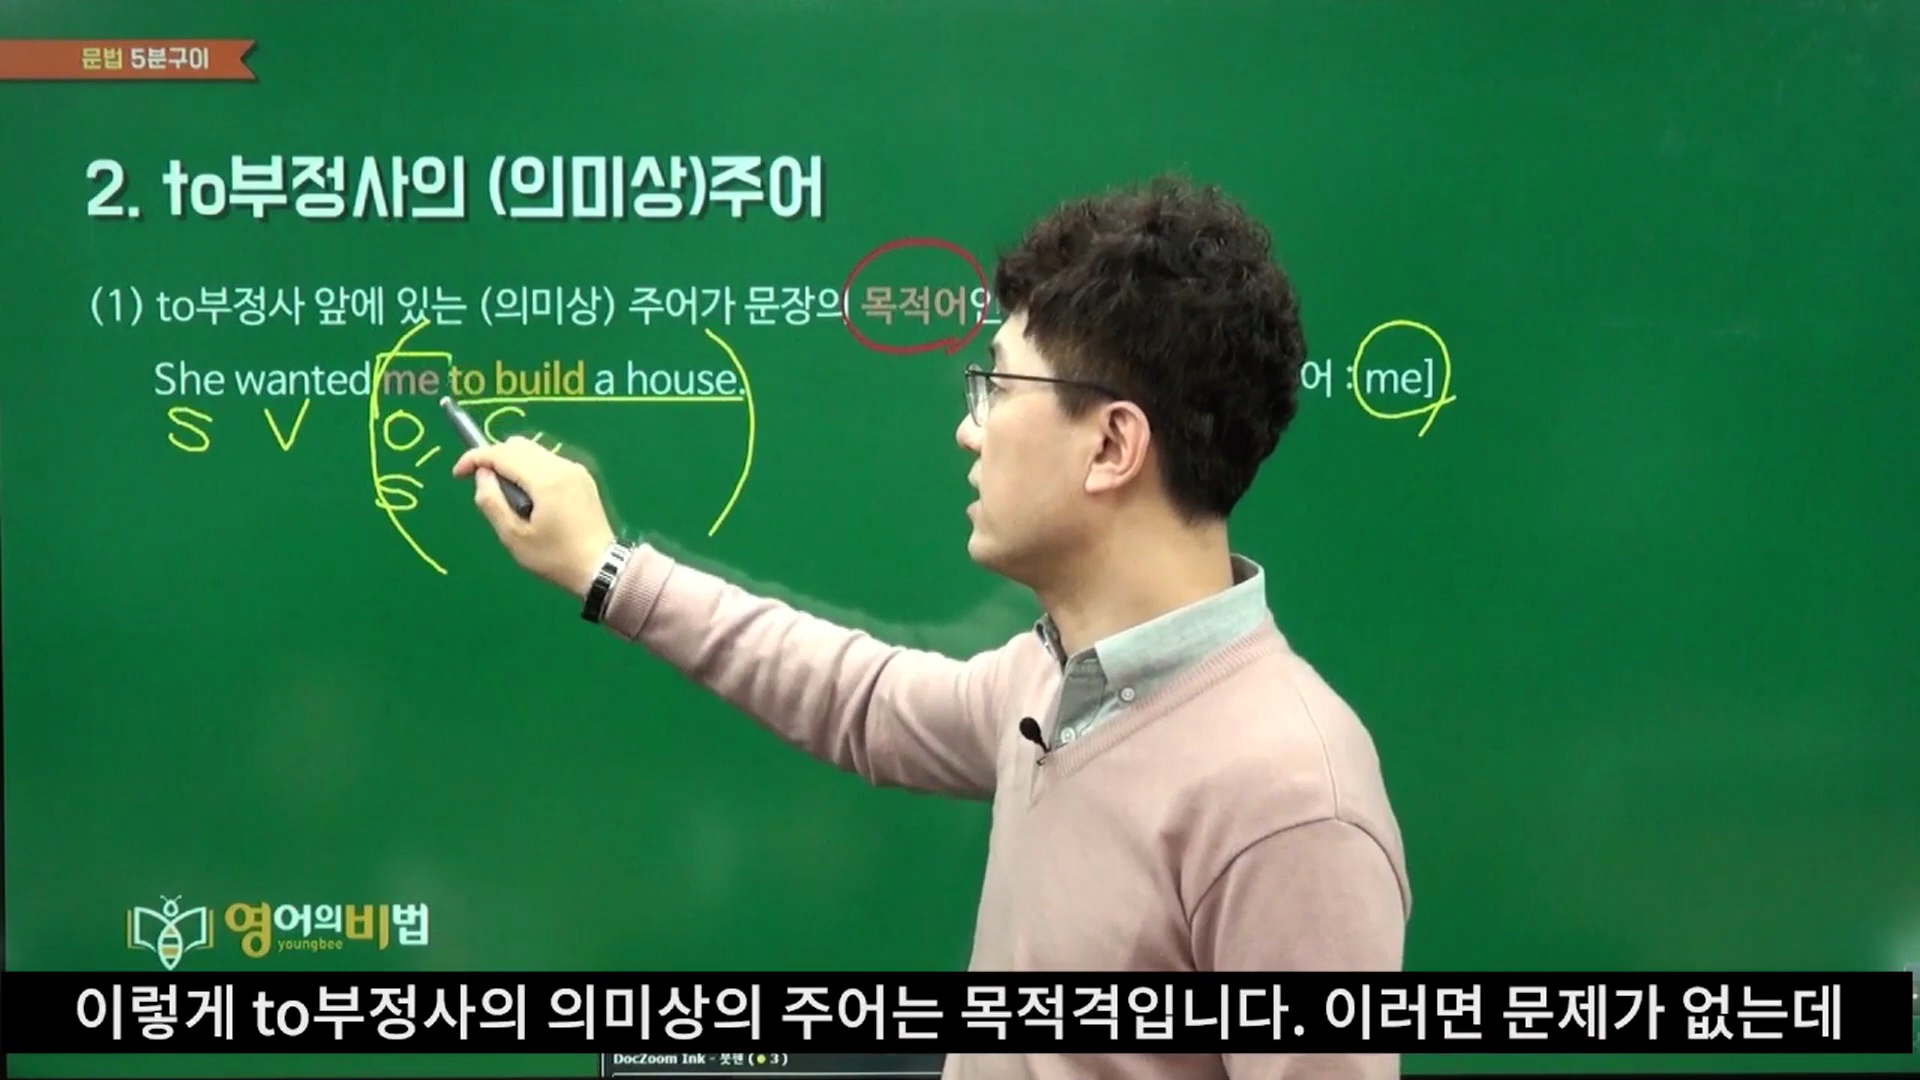 문법 5분구이
2. to부정사의 (의미상)주어
(1) to부정사 앞에 있는 (의미상) 주어가 문장의 목적어인
She wanted me to build a house.
어 : me]
S V O, C,,
S
영어의비법
youngbee
이렇게 to부정사의 의미상의 주어는 목적격입니다. 이러면 문제가 없는데
DocZoom Ink - 붓펜 ( 3 )